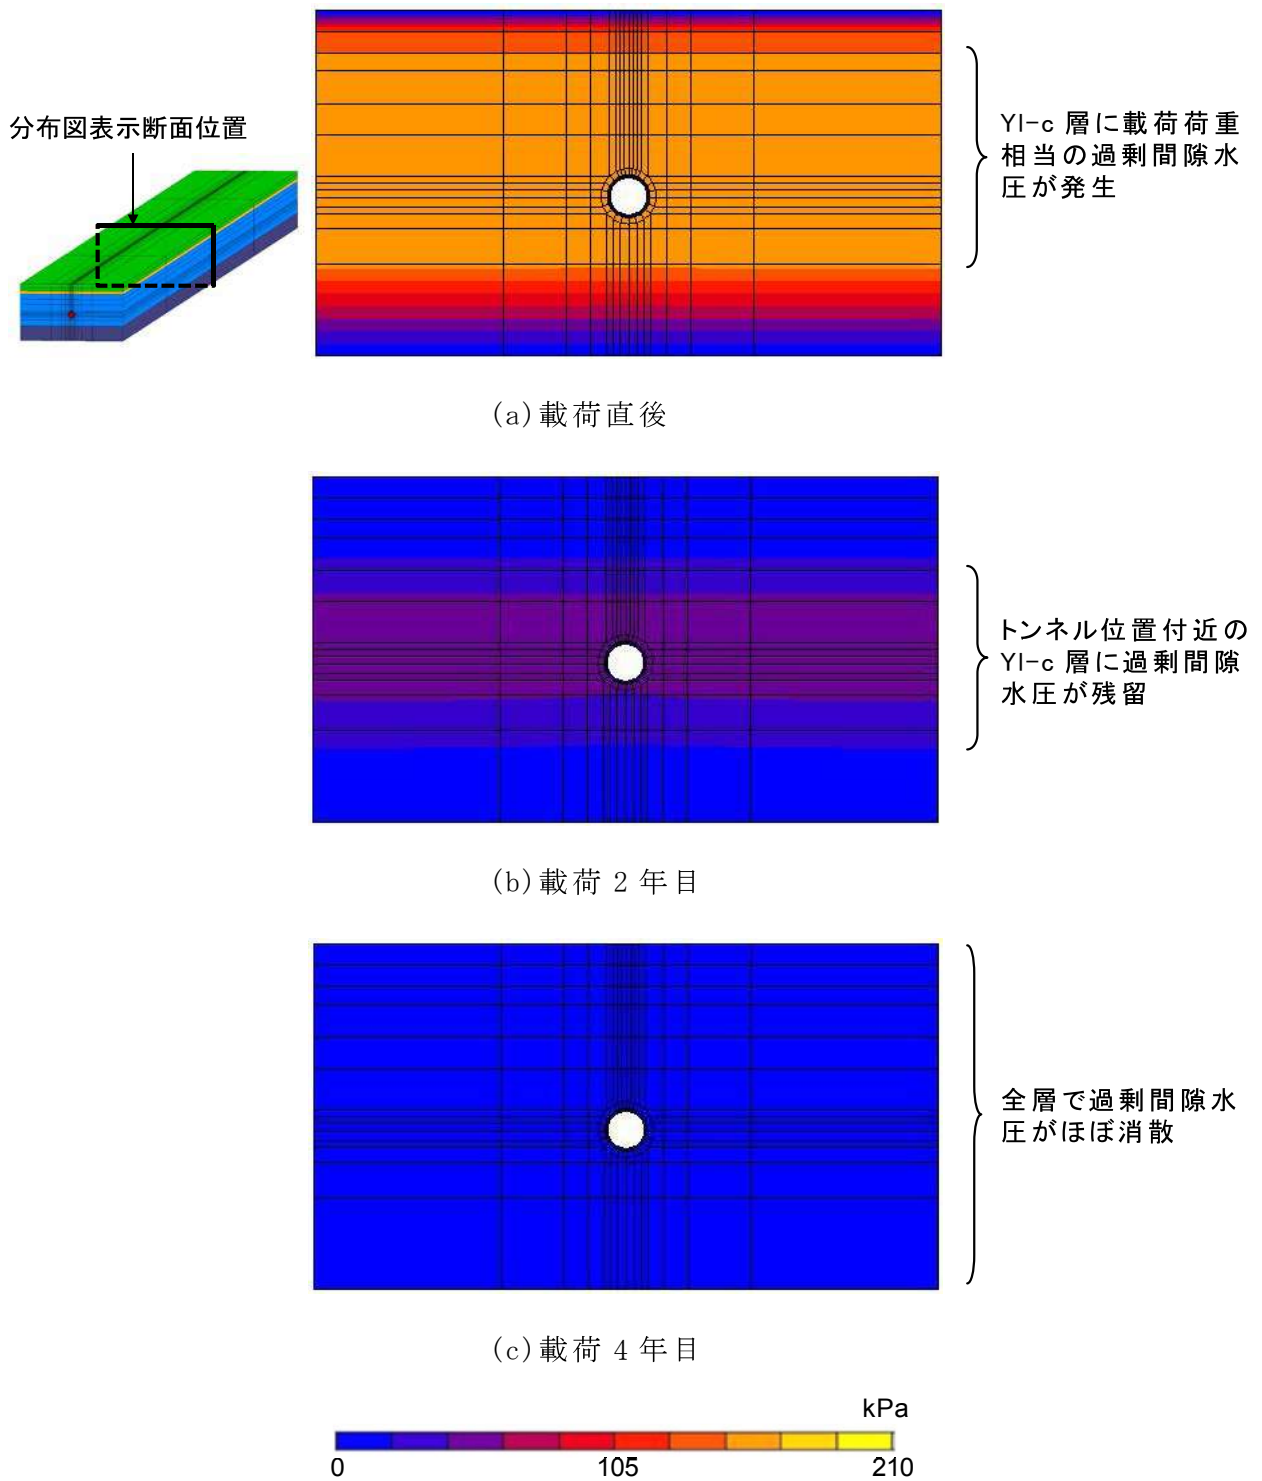 分布図表示断面位置
Yl-c 層に載荷荷重
相当の過剰間隙水
圧が発生
(a)載荷直後
トンネル位置付近の
Yl-c 層に過剰間隙
水圧が残留
(b)載荷 2 年目
全層で過剰間隙水
圧がほぼ消散
(c)載荷 4 年目
kPa
0 105 210